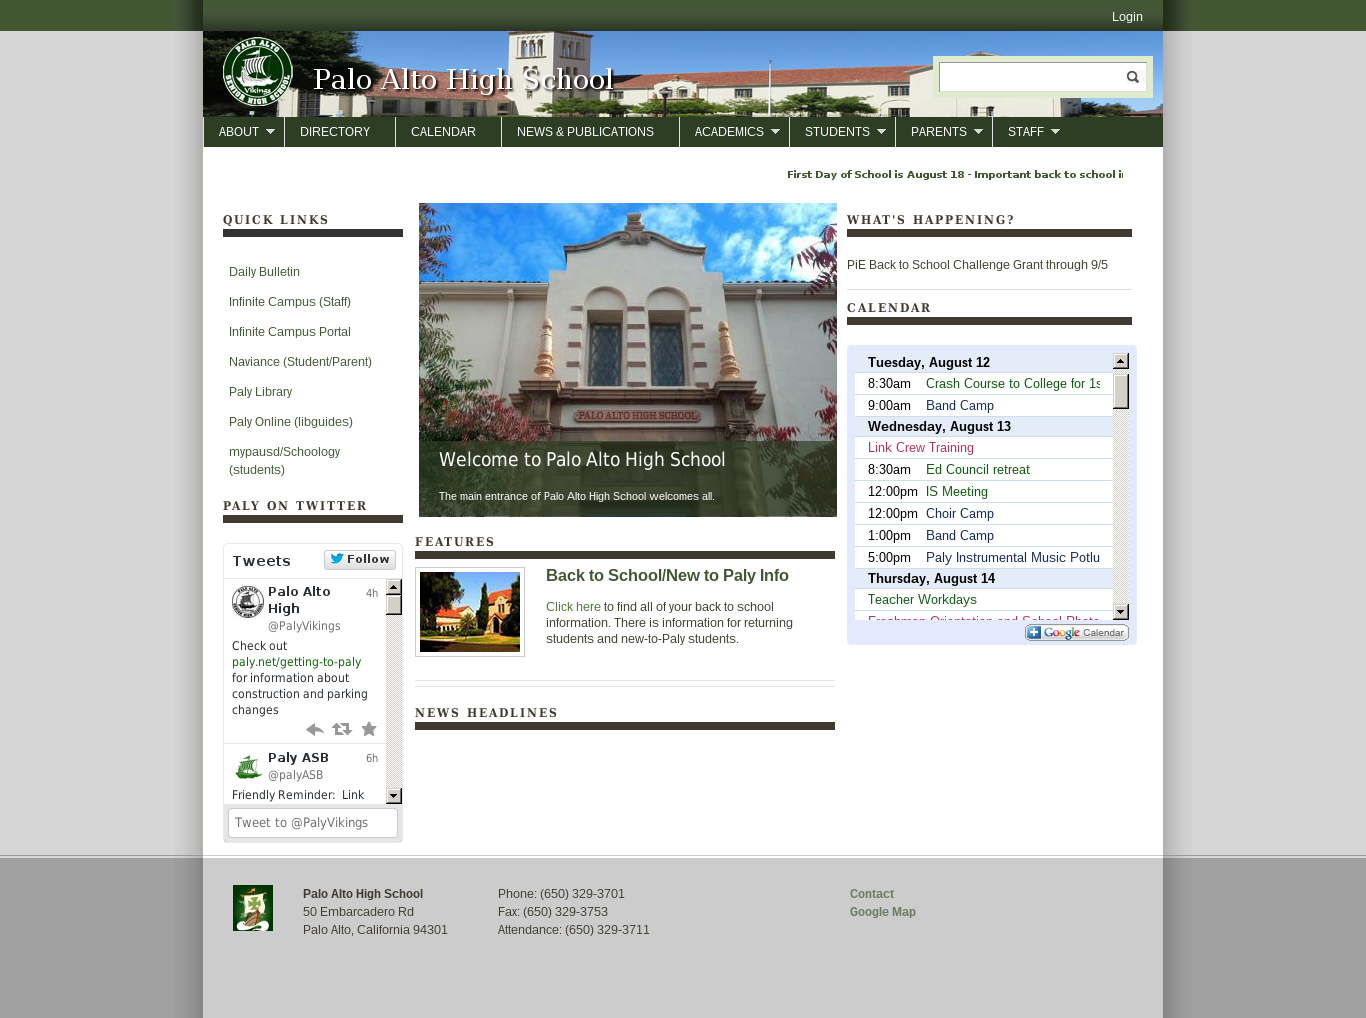 Login
PALO ALTO
Vikings
SENIOR HIGH SCHOOL
Palo Alto High School
ABOUT
DIRECTORY
CALENDAR
NEWS & PUBLICATIONS
ACADEMICS
STUDENTS
PARENTS
STAFF
First Day of School is August 18 - Important back to school
QUICK LINKS
Daily Bulletin
Infinite Campus (Staff)
Infinite Campus Portal
Naviance (Student/Parent)
Paly Library
Paly Online (libguides)
mypausd/Schoology
(students)
PALY ON TWITTER
Tweets
Follow
Palo Alto
High
4h
@PalyVikings
Check out
paly.net/getting-to-paly
for information about
construction and parking
changes
Paly ASB
6h
@palyASB
Friendly Reminder: Link
Tweet to @PalyVikings
PALO ALTO HIGH SCHOOL
Welcome to Palo Alto High School
The main entrance of Palo Alto High School welcomes all.
FEATURES
Back to School/New to Paly Info
Click here to find all of your back to school
information. There is information for returning
students and new-to-Paly students.
NEWS HEADLINES
WHAT'S HAPPENING?
PiE Back to School Challenge Grant through 9/5
CALENDAR
Tuesday, August 12
8:30am Crash Course to College for 1s
9:00am Band Camp
Wednesday, August 13
Link Crew Training
8:30am Ed Council retreat
12:00pm IS Meeting
12:00pm Choir Camp
1:00pm Band Camp
5:00pm Paly Instrumental Music Potlu
Thursday, August 14
Teacher Workdays
Freshman Orientation and School Photo
Google Calendar
Palo Alto High School
50 Embarcadero Rd
Palo Alto, California 94301
Phone: (650) 329-3701
Fax: (650) 329-3753
Attendance: (650) 329-3711
Contact
Google Map